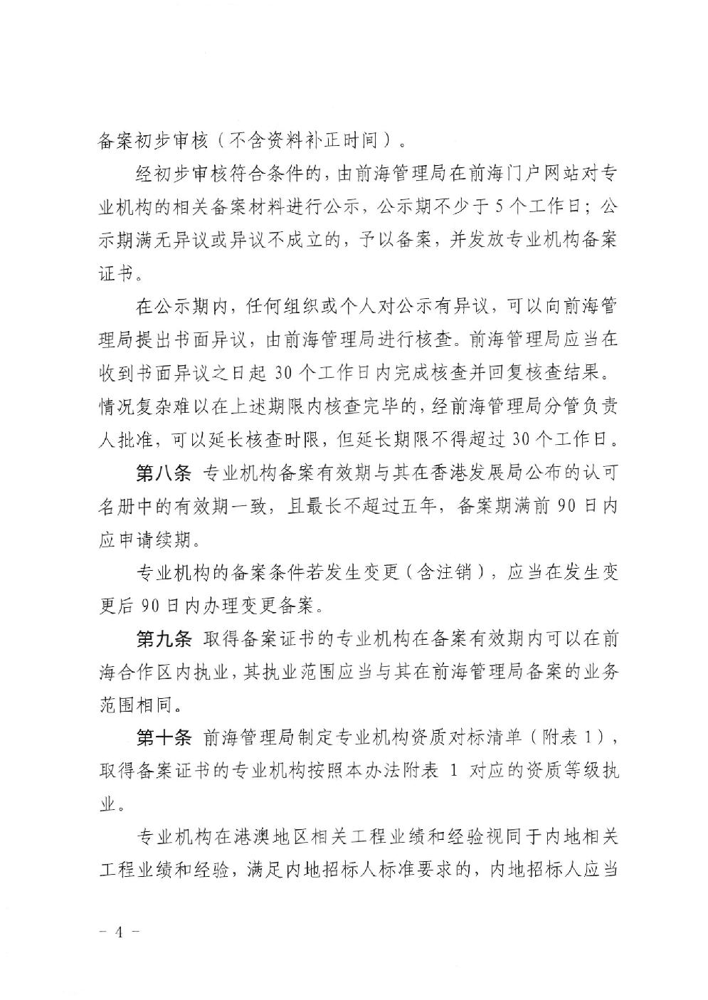 备案初步审核（不含资料补正时间）。
经初步审核符合条件的，由前海管理局在前海门户网站对专
业机构的相关备案材料进行公示，公示期不少于 5 个工作日；公
示期满无异议或异议不成立的，予以备案，并发放专业机构备案
证书。
在公示期内，任何组织或个人对公示有异议，可以向前海管
理局提出书面异议，由前海管理局进行核查。前海管理局应当在
收到书面异议之日起 30 个工作日内完成核查并回复核查结果。
情况复杂难以在上述期限内核查完毕的，经前海管理局分管负责
人批准，可以延长核查时限，但延长期限不得超过 30 个工作日。
第八条 专业机构备案有效期与其在香港发展局公布的认可
名册中的有效期一致，且最长不超过五年，备案期满前 90 日内
应申请续期。
专业机构的备案条件若发生变更（含注销），应当在发生变
更后 90 日内办理变更备案。
第九条 取得备案证书的专业机构在备案有效期内可以在前
海合作区内执业，其执业范围应当与其在前海管理局备案的业务
范围相同。
第十条 前海管理局制定专业机构资质对标清单（附表 1），
取得备案证书的专业机构按照本办法附表 1 对应的资质等级执
业。
专业机构在港澳地区相关工程业绩和经验视同于内地相关
工程业绩和经验，满足内地招标人标准要求的，内地招标人应当
- 4 -